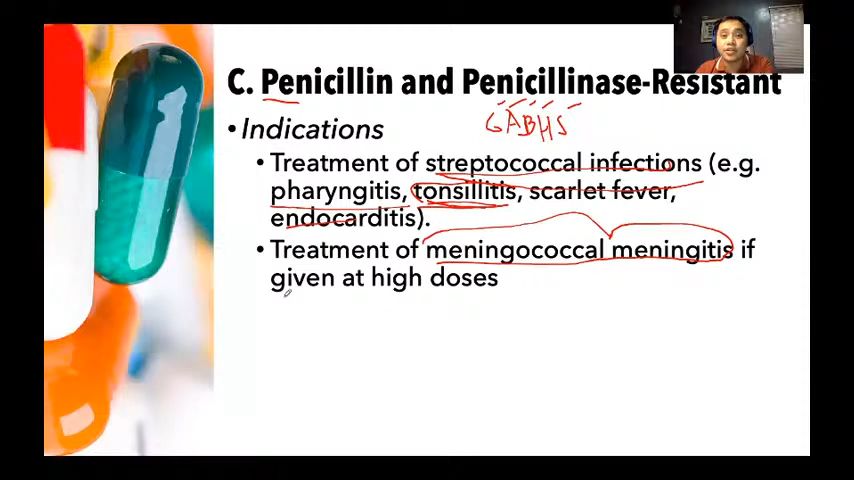 C. Penicillin and Penicillinase-Resistant
GABHS
• Indications
• Treatment of streptococcal infections (e.g.
pharyngitis, tonsillitis, scarlet fever,
endocarditis).
• Treatment of meningococcal meningitis if
given at high doses